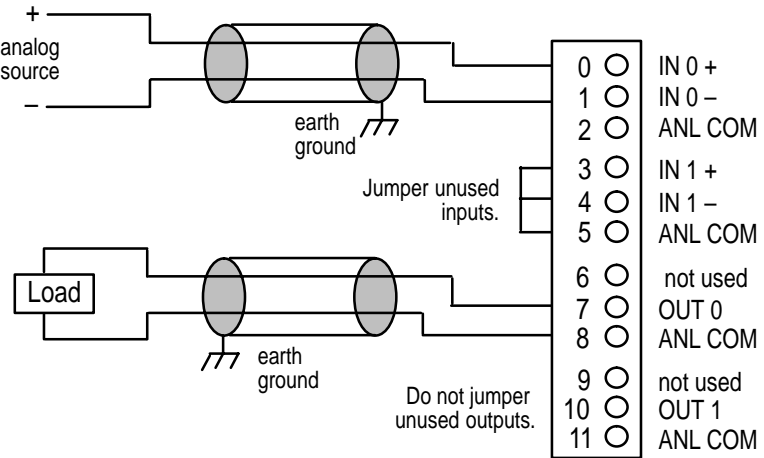 +
analog
source
–
earth
ground
0 IN 0 +
1 IN 0 –
2 ANL COM
Jumper unused
inputs.
3 IN 1 +
4 IN 1 –
5 ANL COM
Load
earth
ground
6 not used
7 OUT 0
8 ANL COM
Do not jumper
unused outputs.
9 not used
10 OUT 1
11 ANL COM